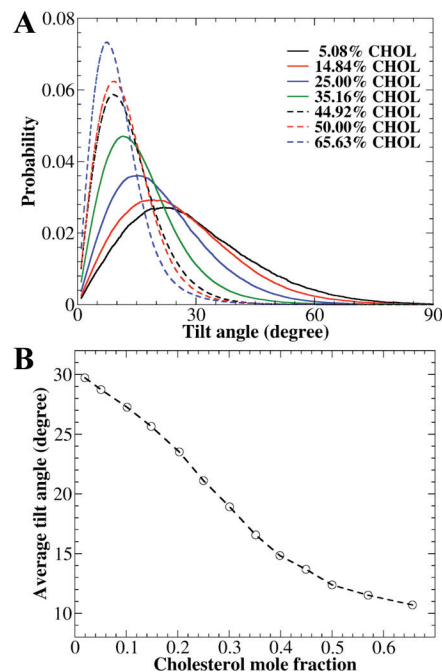 A
0.08
0.06
0.04
0.02
0
Probability
5.08% CHOL
14.84% CHOL
25.00% CHOL
35.16% CHOL
44.92% CHOL
50.00% CHOL
65.63% CHOL
30 60 90
Tilt angle (degree)
B
30
25
20
15
10
Average tilt angle (degree)
0 0.1 0.2 0.3 0.4 0.5 0.6
Cholesterol mole fraction